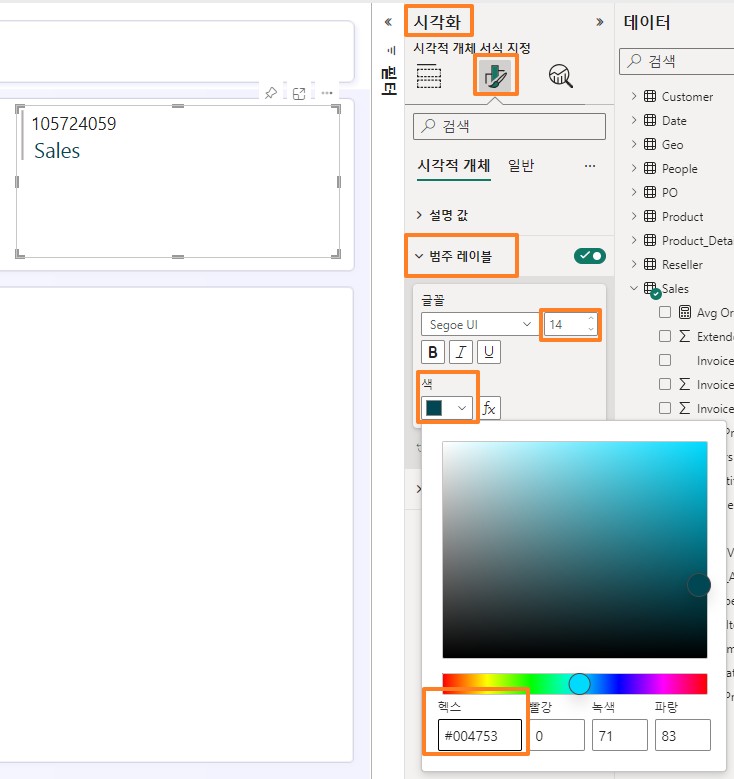 105724059
Sales
필터
시각화
시각적 개체 서식 지정
검색
시각적 개체
일반
설명 값
범주 레이블
글꼴
Segoe UI
14
B
I
U
색
fx
헥스
빨강
녹색
파랑
#004753
0
71
83
데이터
검색
Customer
Date
Geo
People
PO
Product
Product_Deta
Reseller
Sales
Avg Or
Extende
Invoice
Invoice
Invoice